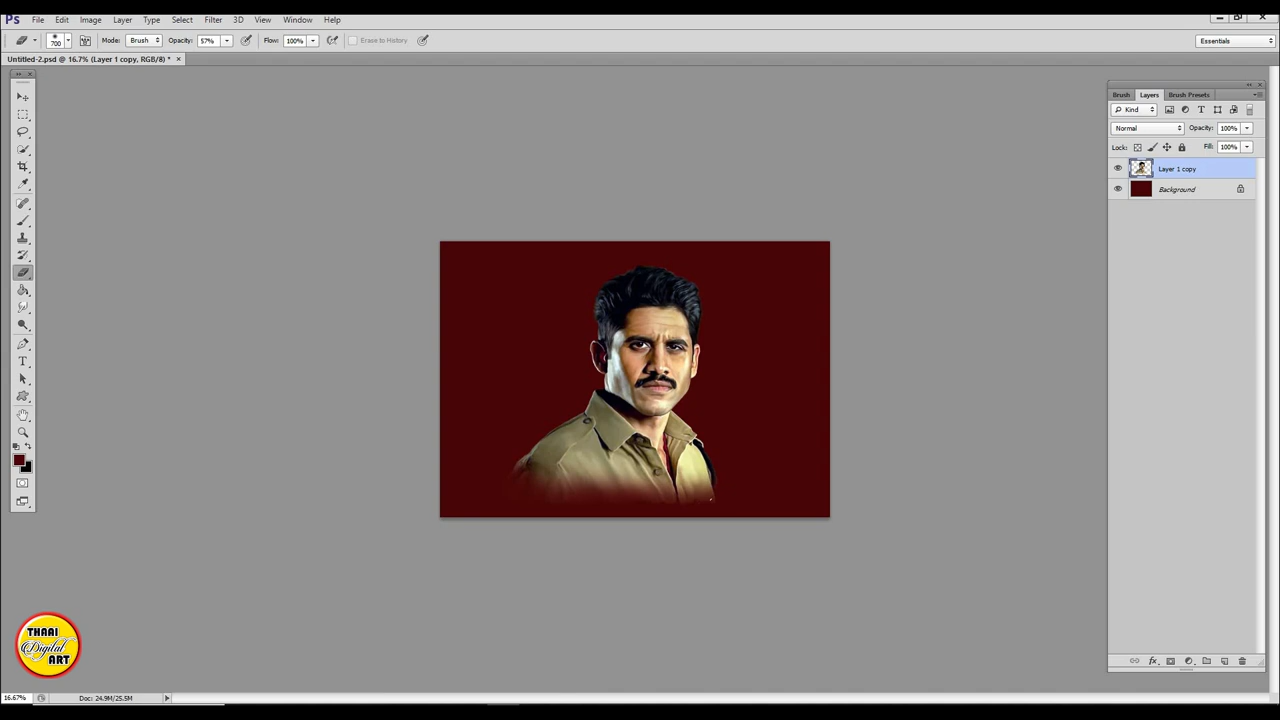 Ps File Edit Image Layer Type Select Filter 3D View Window Help
700 Mode: Brush Opacity: 57% Flow: 100% Erase to History Essentials
Untitled-2.psd @ 16.7% (Layer 1 copy, RGB/8) * ×
Brush Layers Brush Presets
Kind
Normal Opacity: 100%
Lock: Fill: 100%
Layer 1 copy
Background
THAAI
Digital
ART
16.67% Doc: 24.9M/25.5M